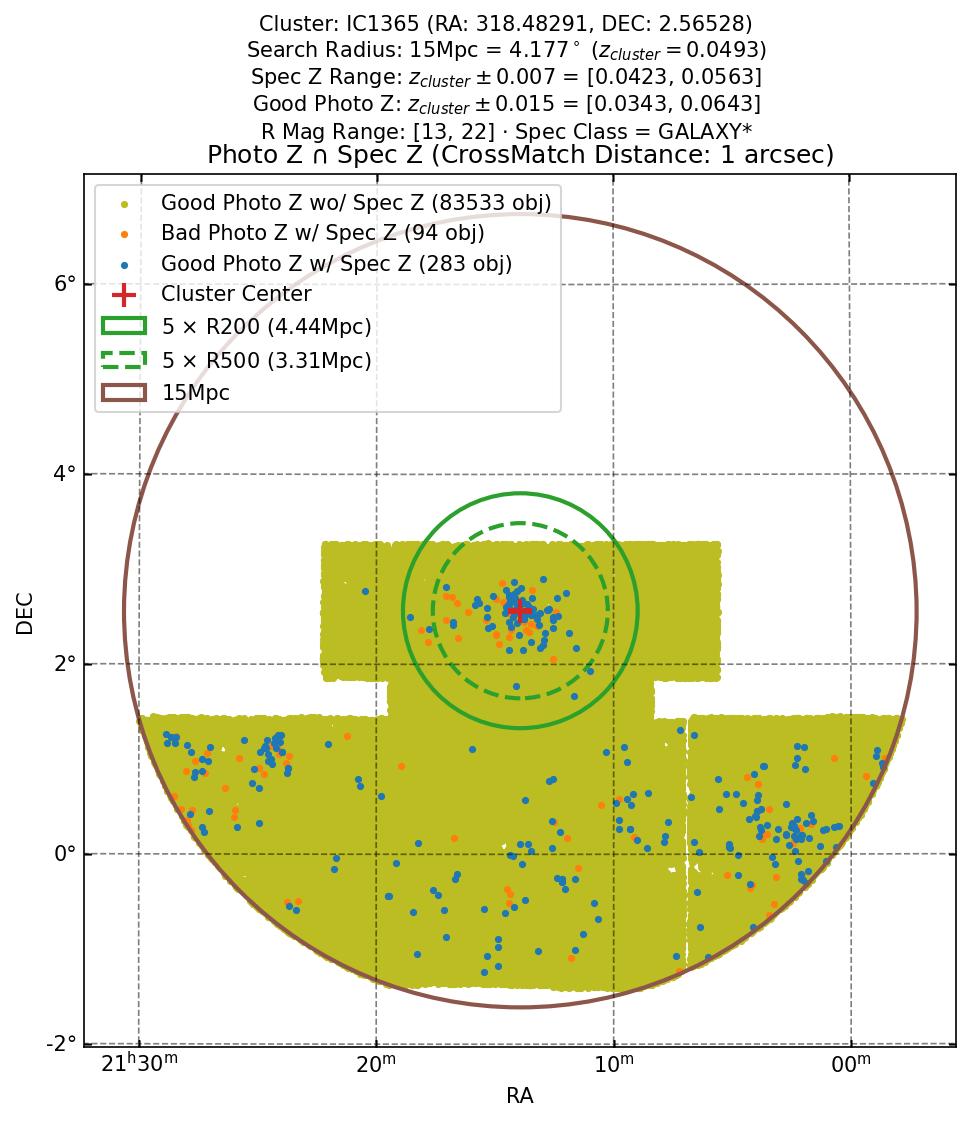 Cluster: IC1365 (RA: 318.48291, DEC: 2.56528)
Search Radius: 15Mpc = 4.177° (z_cluster = 0.0493)
Spec Z Range: z_cluster ± 0.007 = [0.0423, 0.0563]
Good Photo Z: z_cluster ± 0.015 = [0.0343, 0.0643]
R Mag Range: [13, 22] · Spec Class = GALAXY*
Photo Z ∩ Spec Z (CrossMatch Distance: 1 arcsec)
Good Photo Z wo/ Spec Z (83533 obj)
Bad Photo Z w/ Spec Z (94 obj)
Good Photo Z w/ Spec Z (283 obj)
Cluster Center
5 × R200 (4.44Mpc)
5 × R500 (3.31Mpc)
15Mpc
6°
4°
2°
0°
-2°
DEC
21h30m
20m
10m
00m
RA